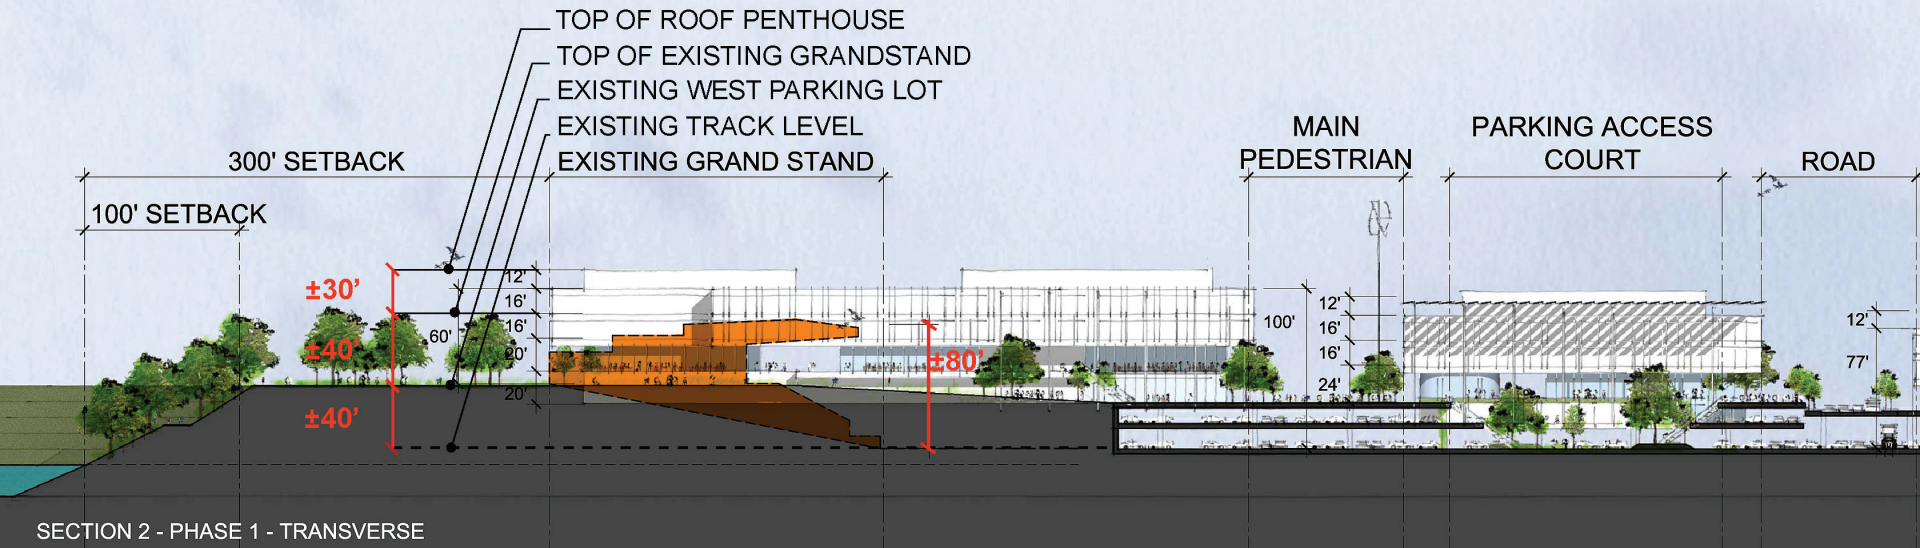 TOP OF ROOF PENTHOUSE
TOP OF EXISTING GRANDSTAND
EXISTING WEST PARKING LOT
EXISTING TRACK LEVEL
EXISTING GRAND STAND
300' SETBACK
100' SETBACK
MAIN
PEDESTRIAN
PARKING ACCESS
COURT
ROAD
±30’
±40’
±40’
60'
12'
16'
16'
20'
20'
±80’
100'
12'
16'
16'
24'
12'
77'
SECTION 2 - PHASE 1 - TRANSVERSE